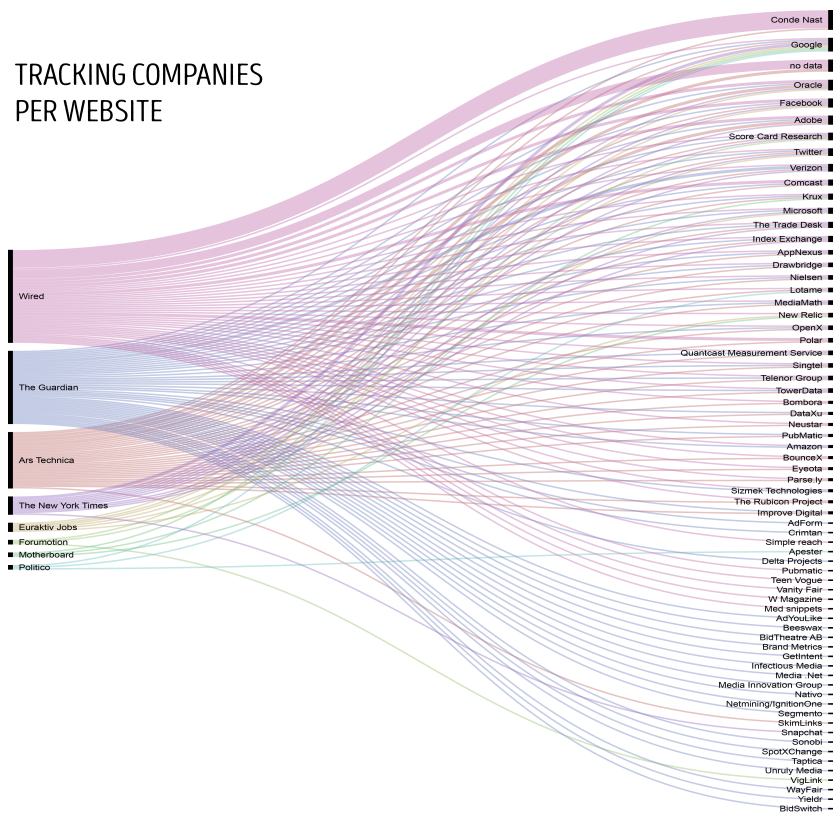 TRACKING COMPANIES
PER WEBSITE
Wired
The Guardian
Ars Technica
The New York Times
Euraktiv Jobs
Forumotion
Motherboard
Politico
Conde Nast
Google
no data
Oracle
Facebook
Adobe
Score Card Research
Twitter
Verizon
Comcast
Krux
Microsoft
The Trade Desk
Index Exchange
AppNexus
Drawbridge
Nielsen
Lotame
MediaMath
New Relic
OpenX
Polar
Quantcast Measurement Service
Singtel
Telenor Group
TowerData
Bombora
DataXu
Neustar
PubMatic
Amazon
BounceX
Eyeota
Parse.ly
Sizmek Technologies
The Rubicon Project
Improve Digital
AdForm
Crimtan
Simple reach
Apester
Delta Projects
Pubmatic
Teen Vogue
Vanity Fair
W Magazine
Med snippets
AdYouLike
Beeswax
BidTheatre AB
Brand Metrics
GetIntent
Infectious Media
Media .Net
Media Innovation Group
Nativo
Netmining/IgnitionOne
Segmento
SkimLinks
Snapchat
Sonobi
SpotXChange
Taptica
Unruly Media
VigLink
WayFair
Yieldr
BidSwitch